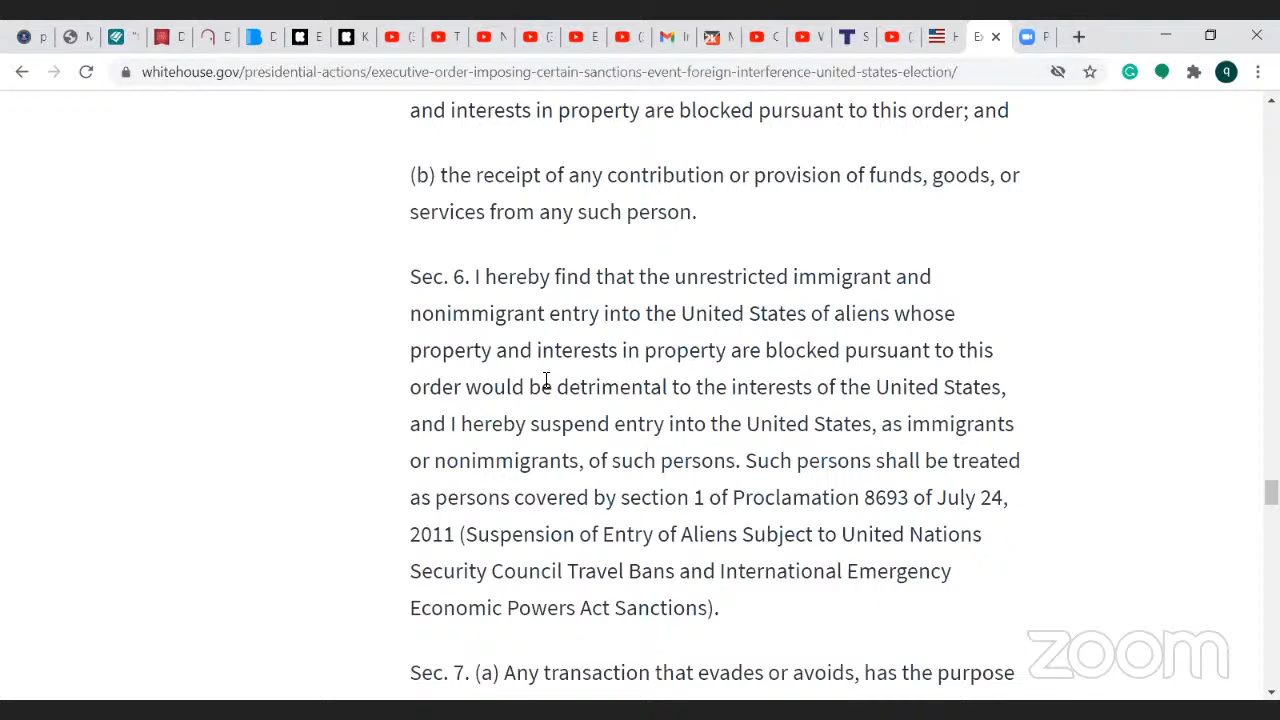 p
N
D
D
D
E
K
(
T
N
(
E
(
Ir
N
C
V
S
(
H
Ex
P
whitehouse.gov/presidential-actions/executive-order-imposing-certain-sanctions-event-foreign-interference-united-states-election/
q
and interests in property are blocked pursuant to this order; and
(b) the receipt of any contribution or provision of funds, goods, or
services from any such person.
Sec. 6. I hereby find that the unrestricted immigrant and
nonimmigrant entry into the United States of aliens whose
property and interests in property are blocked pursuant to this
order would be detrimental to the interests of the United States,
and I hereby suspend entry into the United States, as immigrants
or nonimmigrants, of such persons. Such persons shall be treated
as persons covered by section 1 of Proclamation 8693 of July 24,
2011 (Suspension of Entry of Aliens Subject to United Nations
Security Council Travel Bans and International Emergency
Economic Powers Act Sanctions).
zoom
Sec. 7. (a) Any transaction that evades or avoids, has the purpose